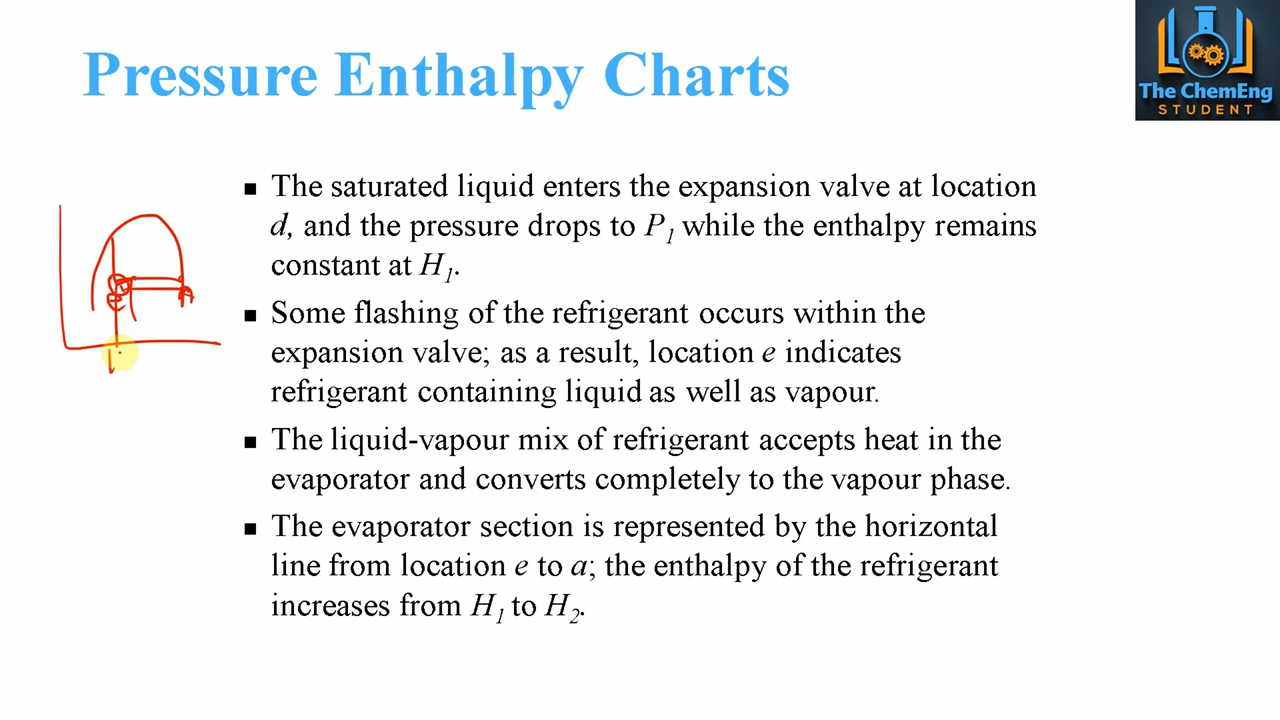 Pressure Enthalpy Charts
The ChemEng
STUDENT
▪ The saturated liquid enters the expansion valve at location
d, and the pressure drops to P1 while the enthalpy remains
constant at H1.
▪ Some flashing of the refrigerant occurs within the
expansion valve; as a result, location e indicates
refrigerant containing liquid as well as vapour.
▪ The liquid-vapour mix of refrigerant accepts heat in the
evaporator and converts completely to the vapour phase.
▪ The evaporator section is represented by the horizontal
line from location e to a; the enthalpy of the refrigerant
increases from H1 to H2.